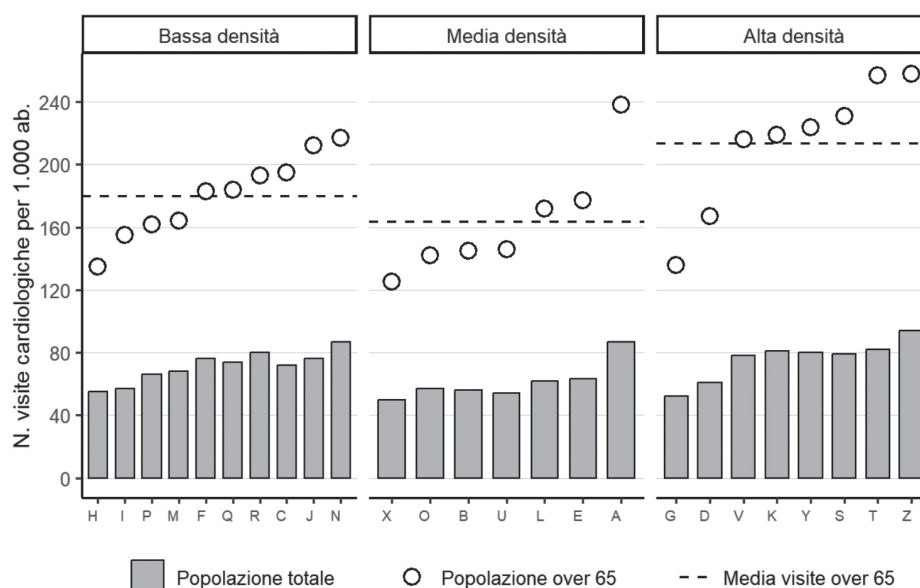 Bassa densità Media densità Alta densità
N. visite cardiologiche per 1.000 ab.
240
200
160
120
80
40
0
H I P M F Q R C J N X O B U L E A G D V K Y S T Z
Popolazione totale Popolazione over 65 Media visite over 65